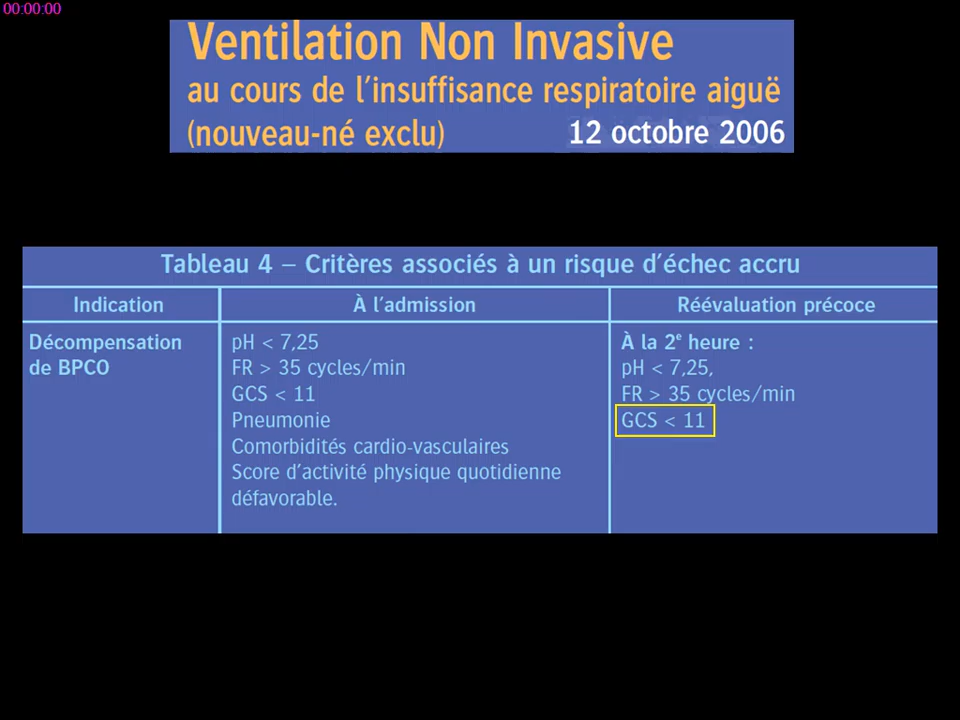 00:00:00
Ventilation Non Invasive
au cours de l'insuffisance respiratoire aiguë
(nouveau-né exclu) 12 octobre 2006
Tableau 4 – Critères associés à un risque d'échec accru
Indication
À l'admission
Réévaluation précoce
Décompensation
de BPCO
pH < 7,25
FR > 35 cycles/min
GCS < 11
Pneumonie
Comorbidités cardio-vasculaires
Score d'activité physique quotidienne
défavorable.
À la 2e heure :
pH < 7,25,
FR > 35 cycles/min
GCS < 11